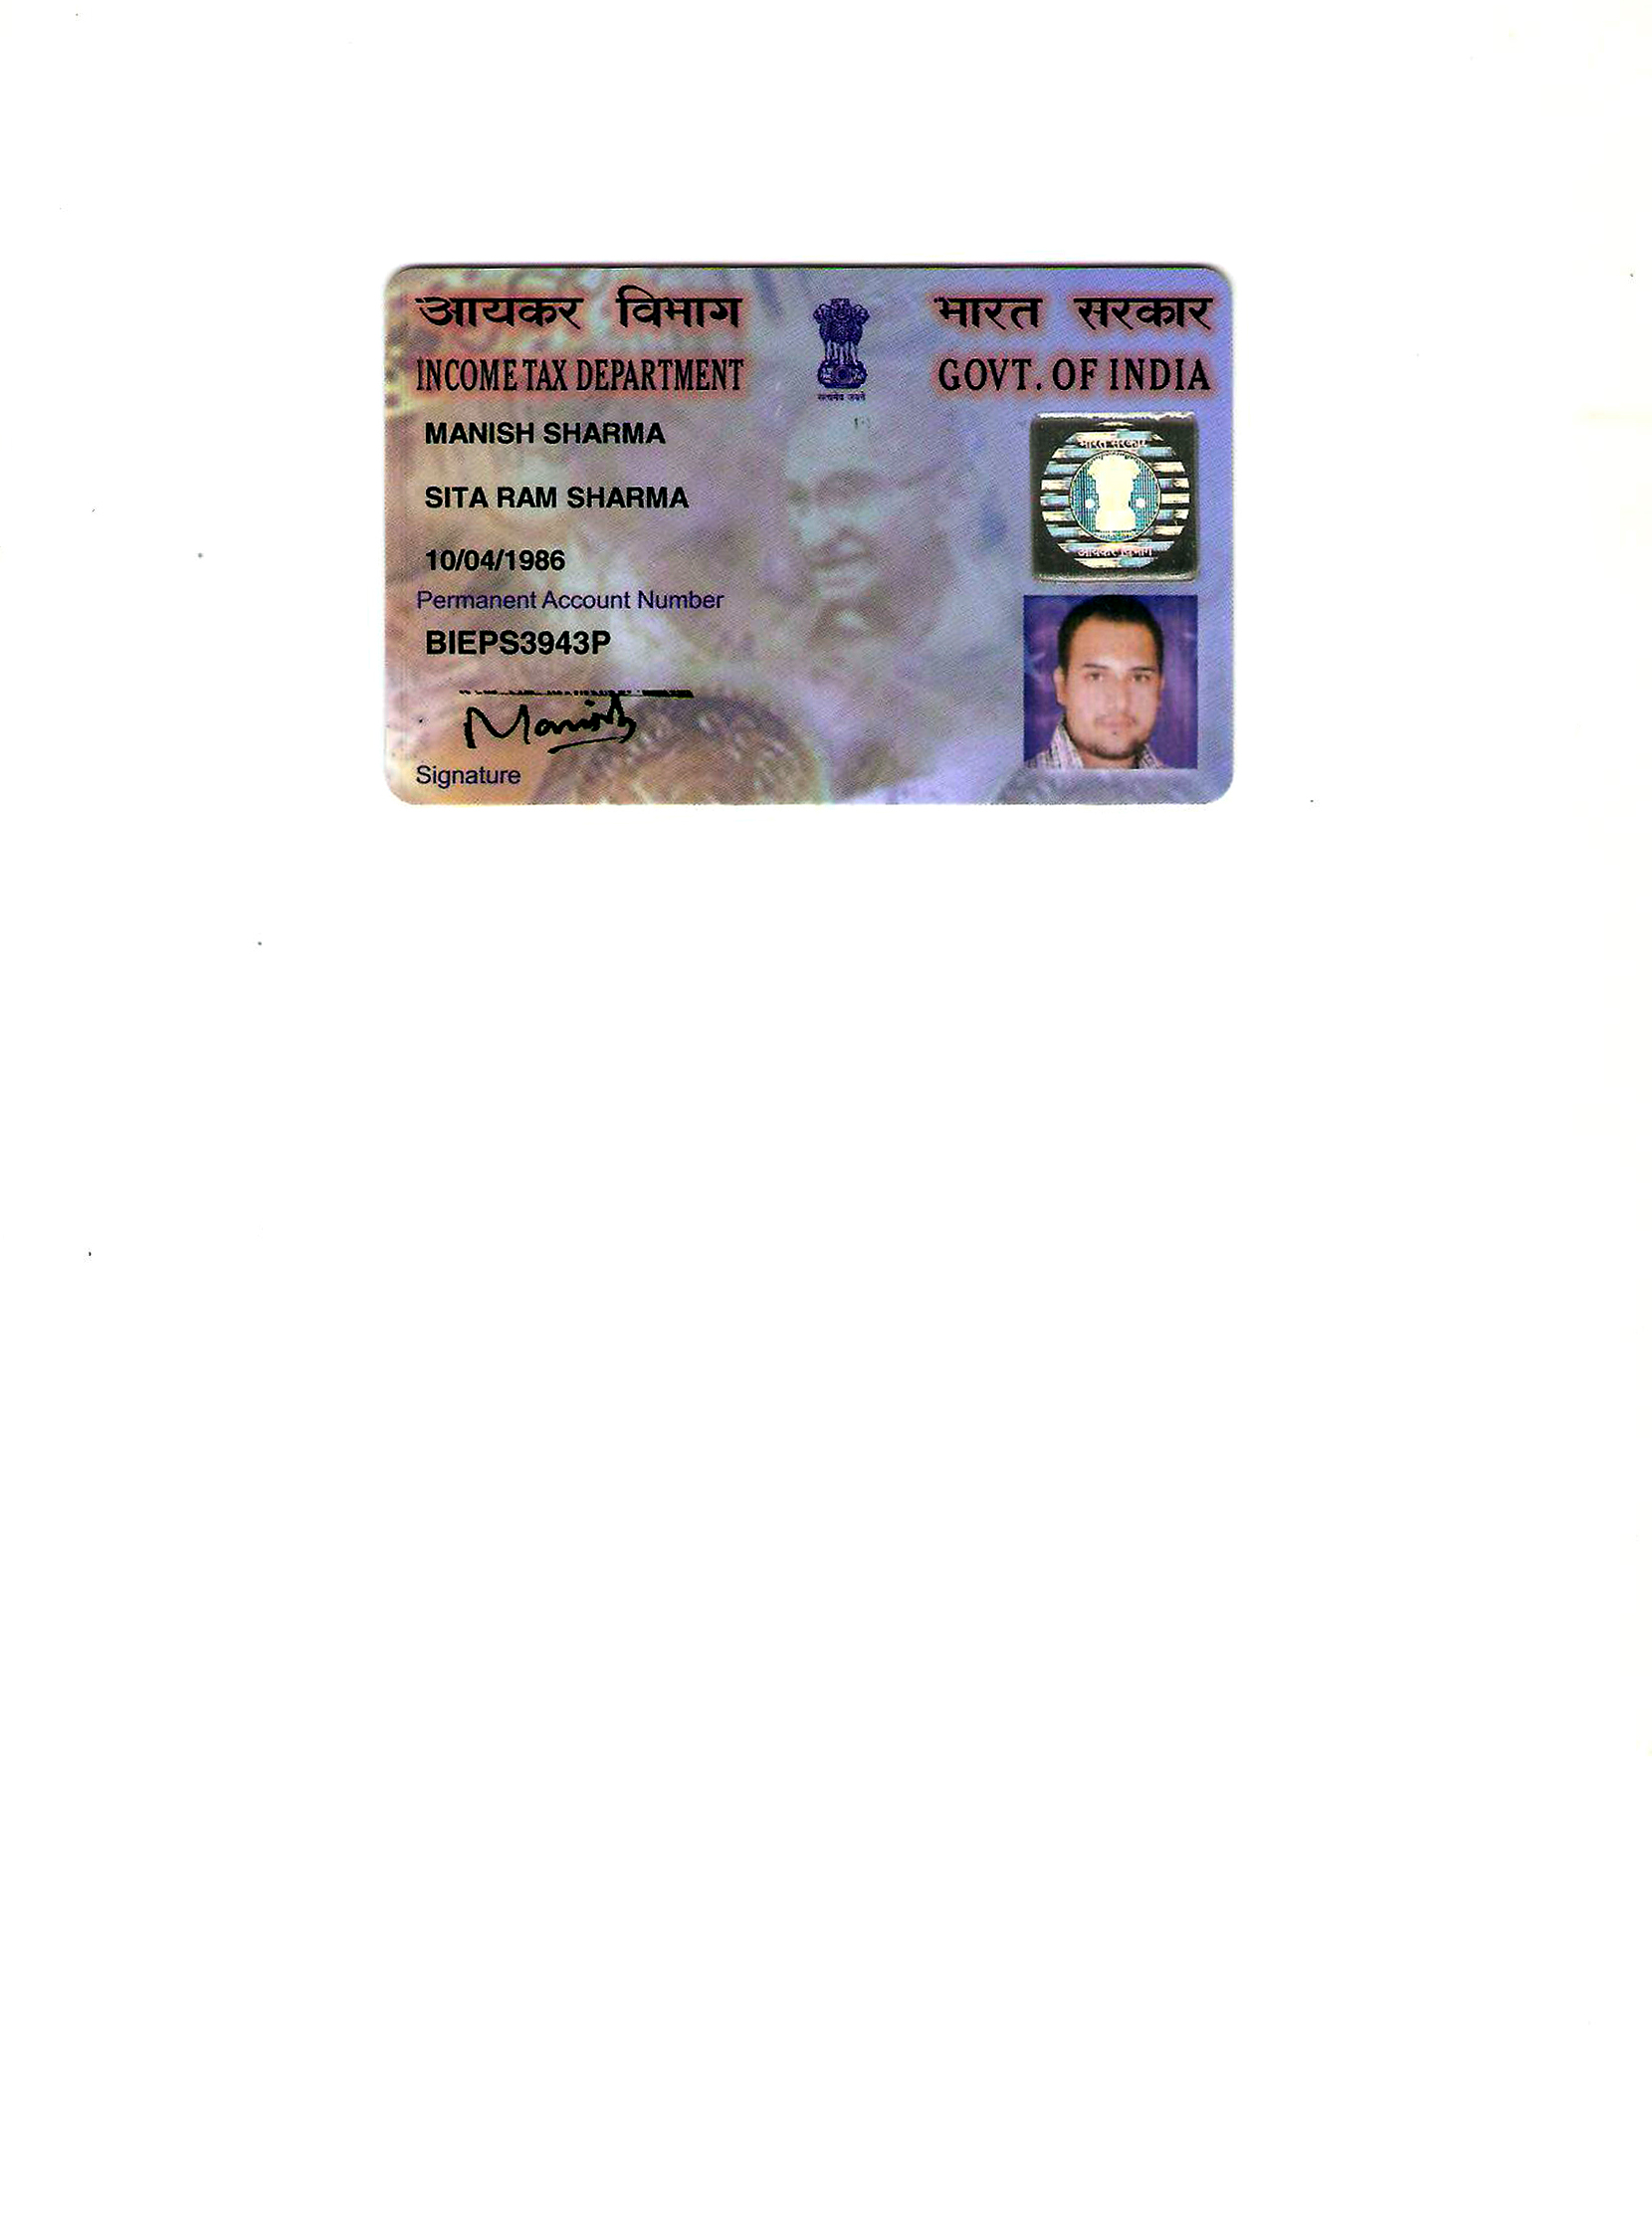 आयकर विभाग
भारत सरकार
INCOME TAX DEPARTMENT
GOVT. OF INDIA
सत्यमेव जयते
MANISH SHARMA
SITA RAM SHARMA
10/04/1986
Permanent Account Number
BIEPS3943P
Manish
Signature
भारत सरकार
आयकर विभाग